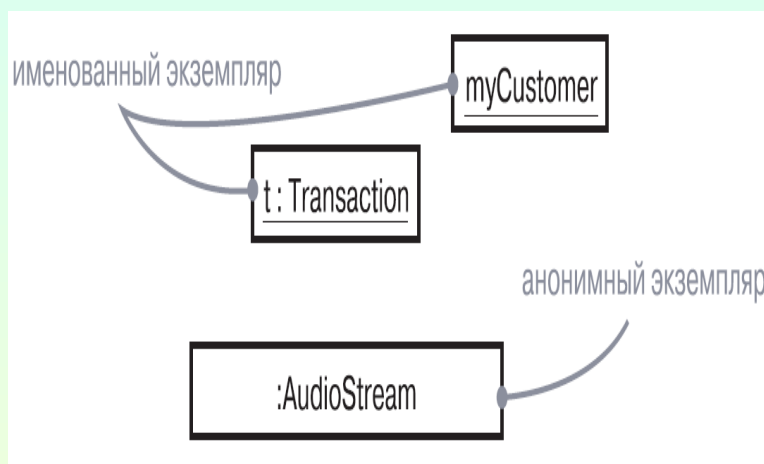 именованный экземпляр
myCustomer
t : Transaction
анонимный экземпляр
:AudioStream